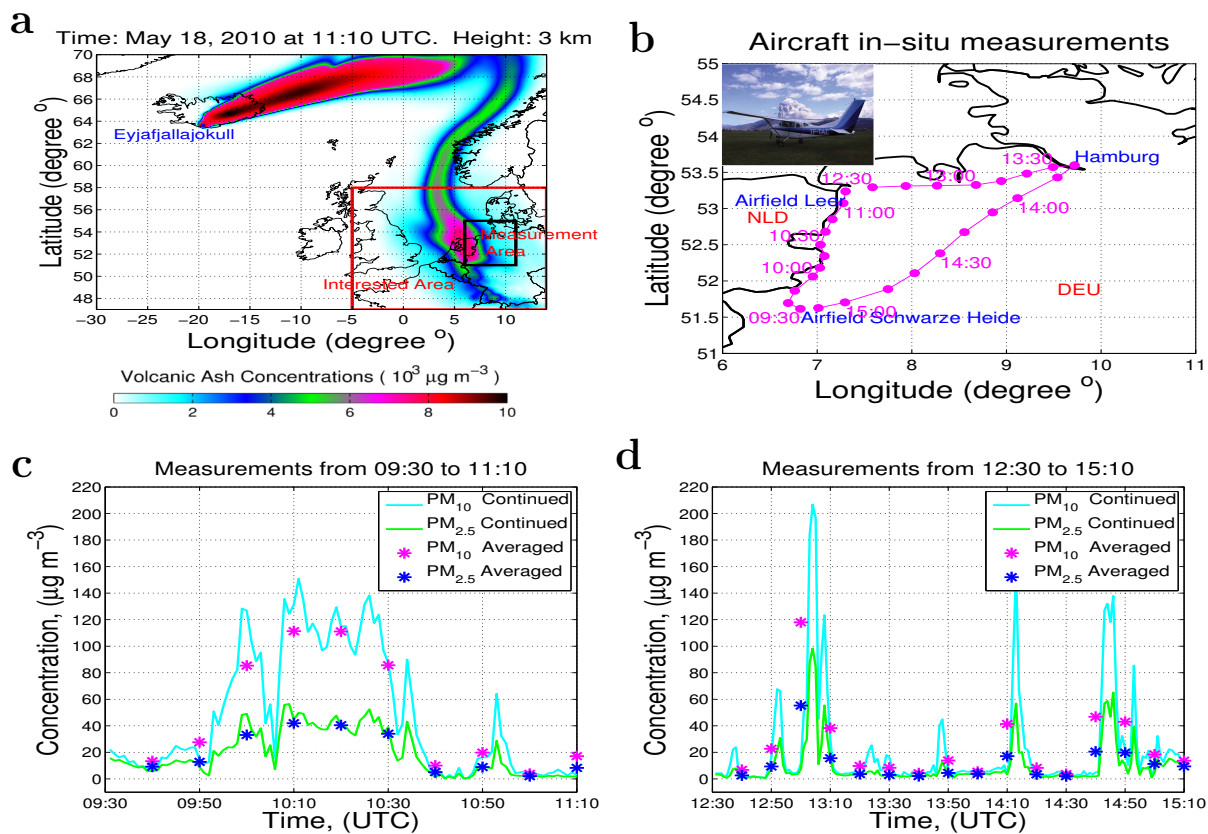 a
Time: May 18, 2010 at 11:10 UTC. Height: 3 km
Latitude (degree °)
70
68
66
64
62
60
58
56
54
52
50
48
Eyjafjallajokull
Measurement
Area
Interested Area
−30 −25 −20 −15 −10 −5 0 5 10
Longitude (degree °)
Volcanic Ash Concentrations ( 10³ µg m⁻³ )
0 2 4 6 8 10
b
Aircraft in−situ measurements
Latitude (degree °)
55
54.5
54
53.5
53
52.5
52
51.5
51
13:30
Hamburg
12:30
13:00
Airfield Leer
11:00
14:00
NLD
10:30
10:00
14:30
DEU
09:30
15:00
Airfield Schwarze Heide
6 7 8 9 10 11
Longitude (degree °)
c
Measurements from 09:30 to 11:10
Concentration, (µg m⁻³)
220
200
180
160
140
120
100
80
60
40
20
0
PM₁₀ Continued
PM₂.₅ Continued
PM₁₀ Averaged
PM₂.₅ Averaged
09:30 09:50 10:10 10:30 10:50 11:10
Time, (UTC)
d
Measurements from 12:30 to 15:10
Concentration, (µg m⁻³)
220
200
180
160
140
120
100
80
60
40
20
0
PM₁₀ Continued
PM₂.₅ Continued
PM₁₀ Averaged
PM₂.₅ Averaged
12:30 12:50 13:10 13:30 13:50 14:10 14:30 14:50 15:10
Time, (UTC)